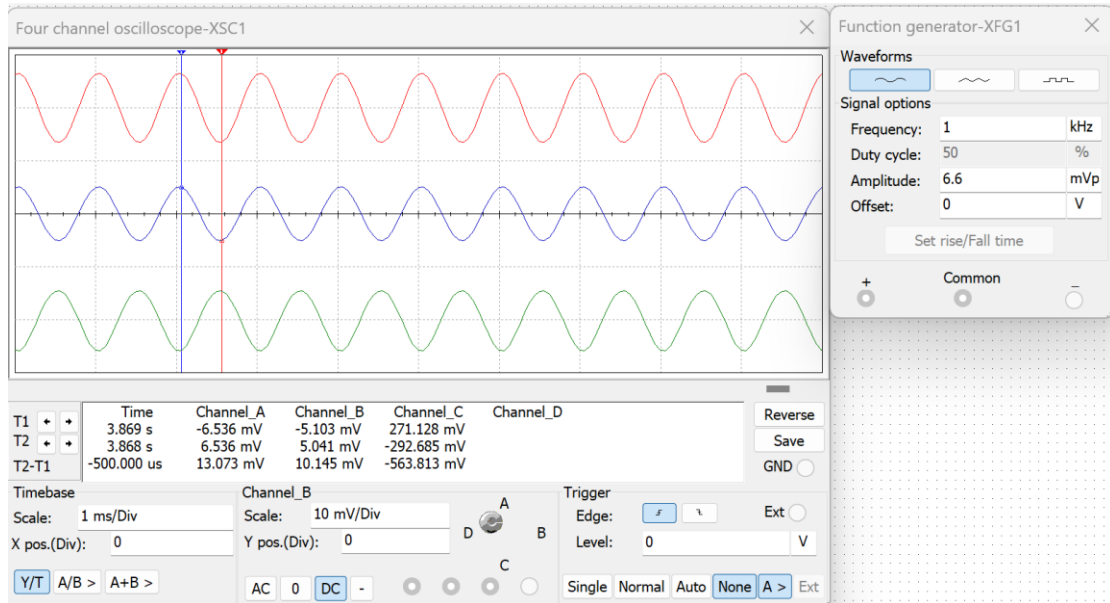 Four channel oscilloscope-XSC1
T1
T2
T2-T1
Time Channel_A Channel_B Channel_C Channel_D
3.869 s -6.536 mV -5.103 mV 271.128 mV
3.868 s 6.536 mV 5.041 mV -292.685 mV
-500.000 us 13.073 mV 10.145 mV -563.813 mV
Reverse
Save
GND
Timebase
Scale: 1 ms/Div
X pos.(Div): 0
Y/T A/B > A+B >
Channel_B
Scale: 10 mV/Div
Y pos.(Div): 0
AC 0 DC -
A
D B
C
Trigger
Edge: Ext
Level: 0 V
Single Normal Auto None A > Ext
Function generator-XFG1
Waveforms
Signal options
Frequency: 1 kHz
Duty cycle: 50 %
Amplitude: 6.6 mVp
Offset: 0 V
Set rise/Fall time
+ Common −